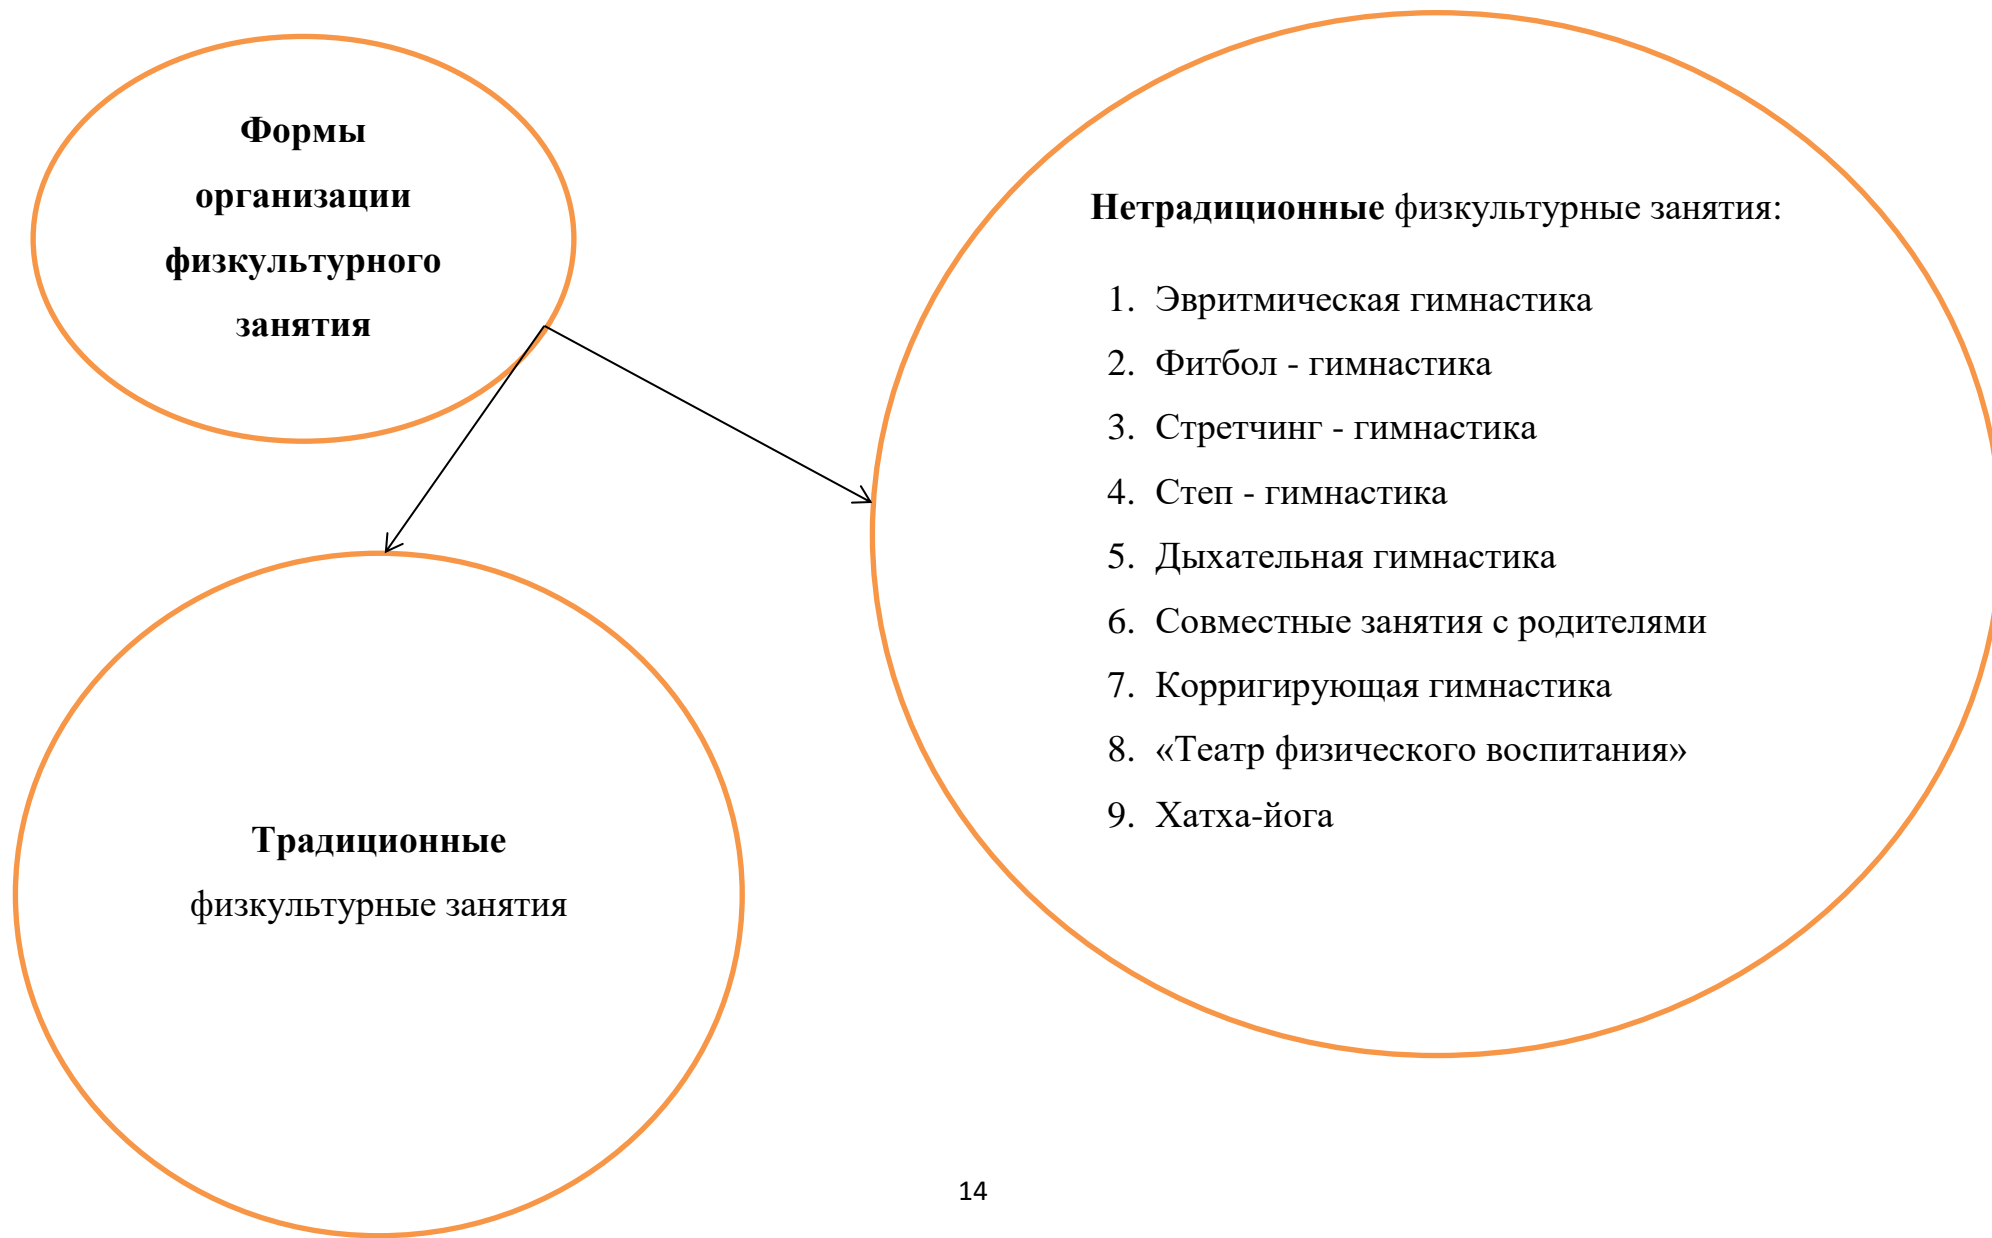 Формы
организации
физкультурного
занятия
Нетрадиционные физкультурные занятия:
1. Эвритмическая гимнастика
2. Фитбол - гимнастика
3. Стретчинг - гимнастика
4. Степ - гимнастика
5. Дыхательная гимнастика
6. Совместные занятия с родителями
7. Корригирующая гимнастика
8. «Театр физического воспитания»
9. Хатха-йога
Традиционные
физкультурные занятия
14